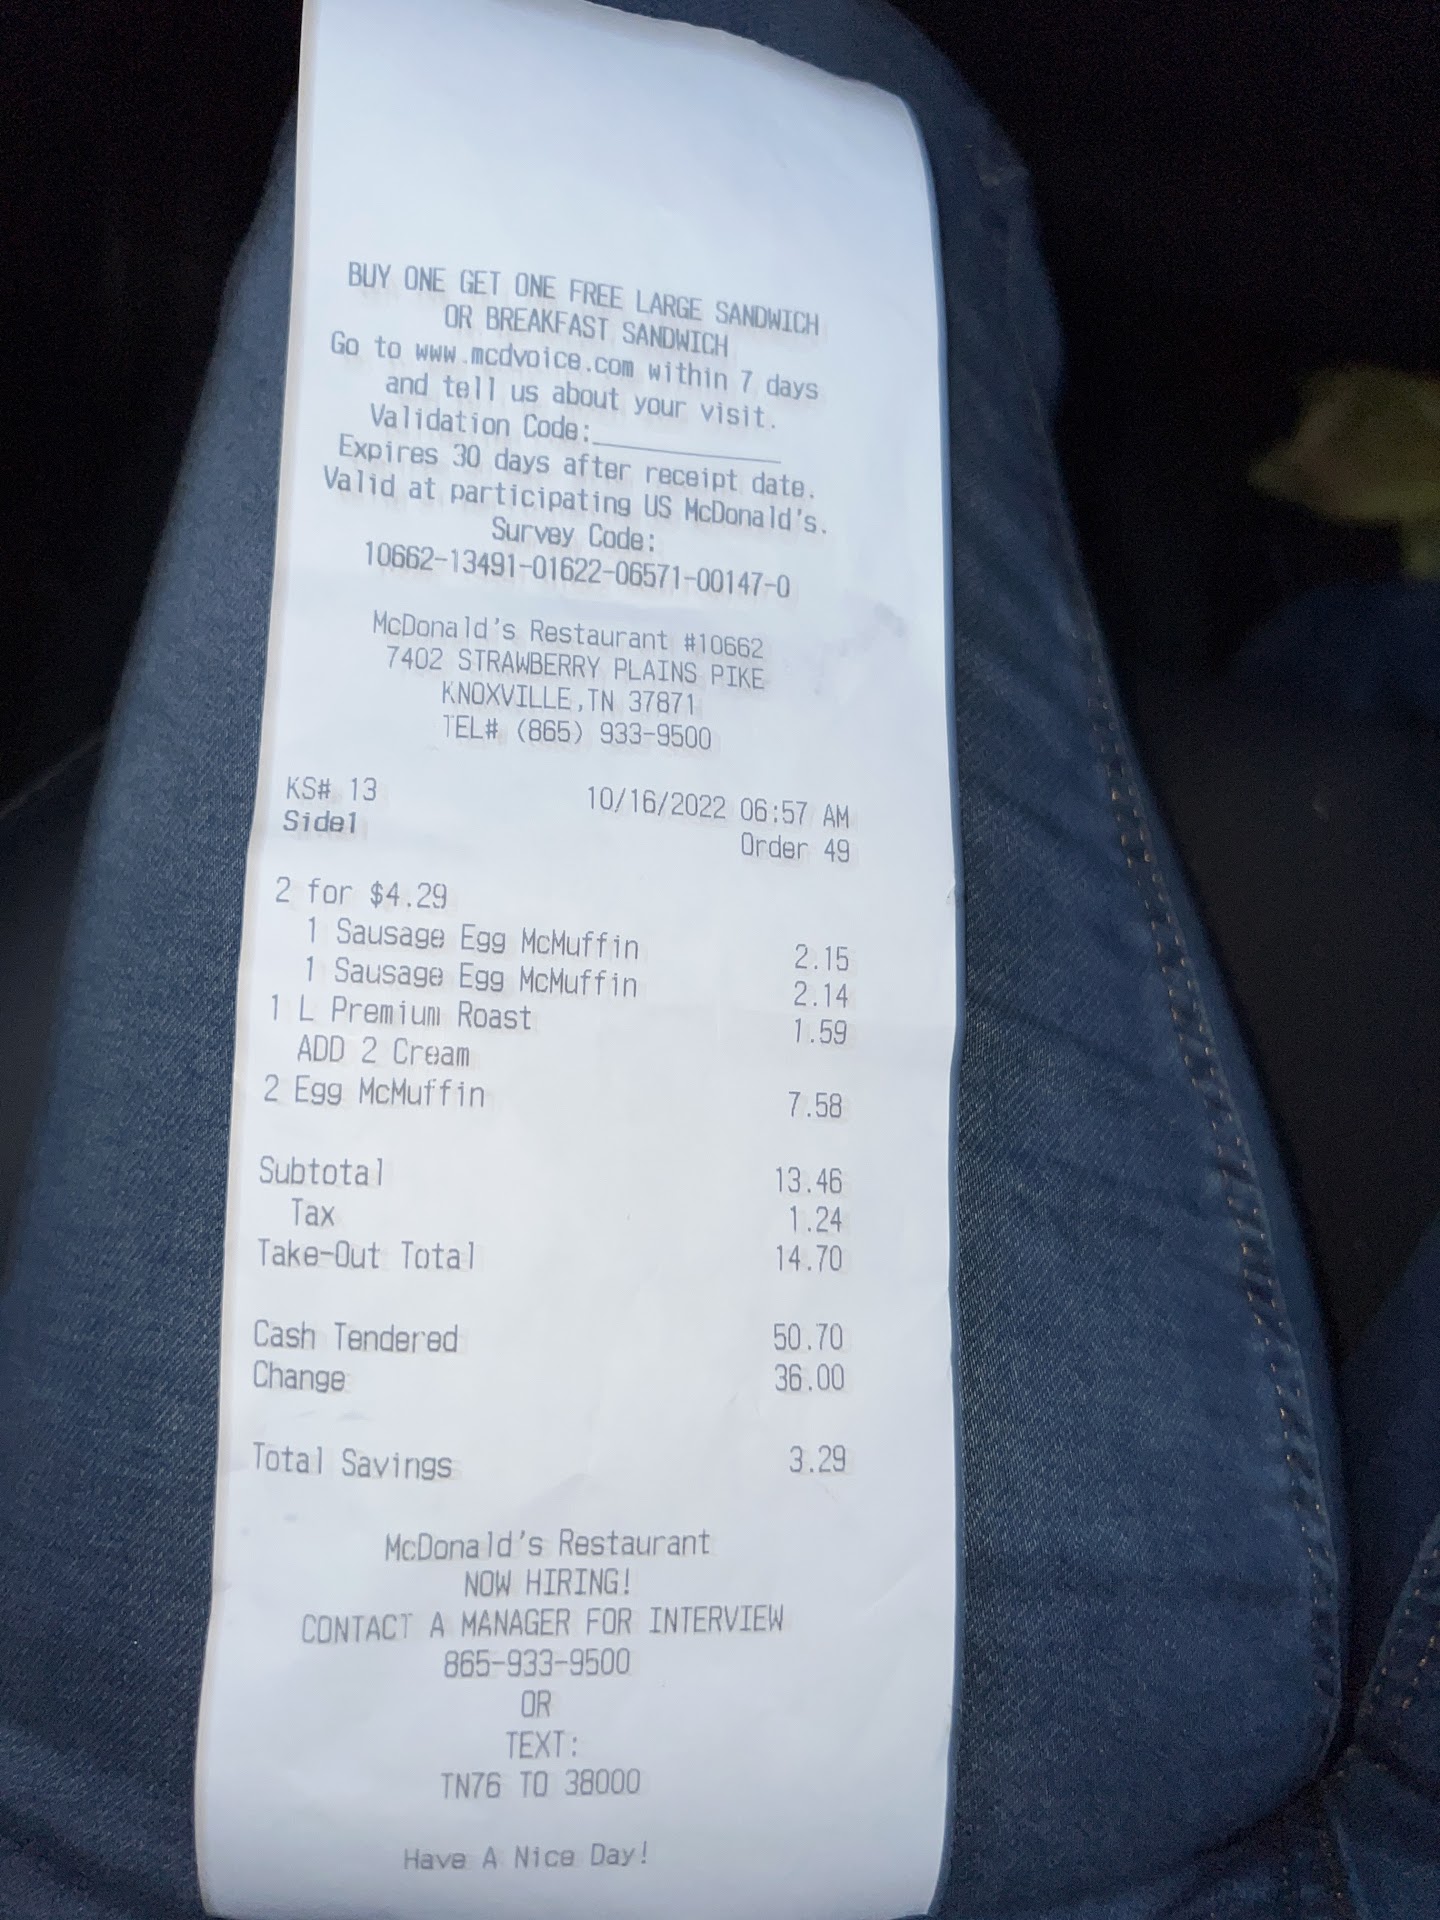 BUY ONE GET ONE FREE LARGE SANDWICH
OR BREAKFAST SANDWICH
Go to www.mcdvoice.com within 7 days
and tell us about your visit.
Validation Code:____________
Expires 30 days after receipt date.
Valid at participating US McDonald's.
Survey Code:
10662-13491-01622-06571-00147-0
McDonald's Restaurant #10662
7402 STRAWBERRY PLAINS PIKE
KNOXVILLE,TN 37871
TEL# (865) 933-9500
KS# 13 10/16/2022 06:57 AM
Side1 Order 49
2 for $4.29
1 Sausage Egg McMuffin 2.15
1 Sausage Egg McMuffin 2.14
1 L Premium Roast 1.59
ADD 2 Cream
2 Egg McMuffin 7.58
Subtotal 13.46
Tax 1.24
Take-Out Total 14.70
Cash Tendered 50.70
Change 36.00
Total Savings 3.29
McDonald's Restaurant
NOW HIRING!
CONTACT A MANAGER FOR INTERVIEW
865-933-9500
OR
TEXT:
TN76 TO 38000
Have A Nice Day!